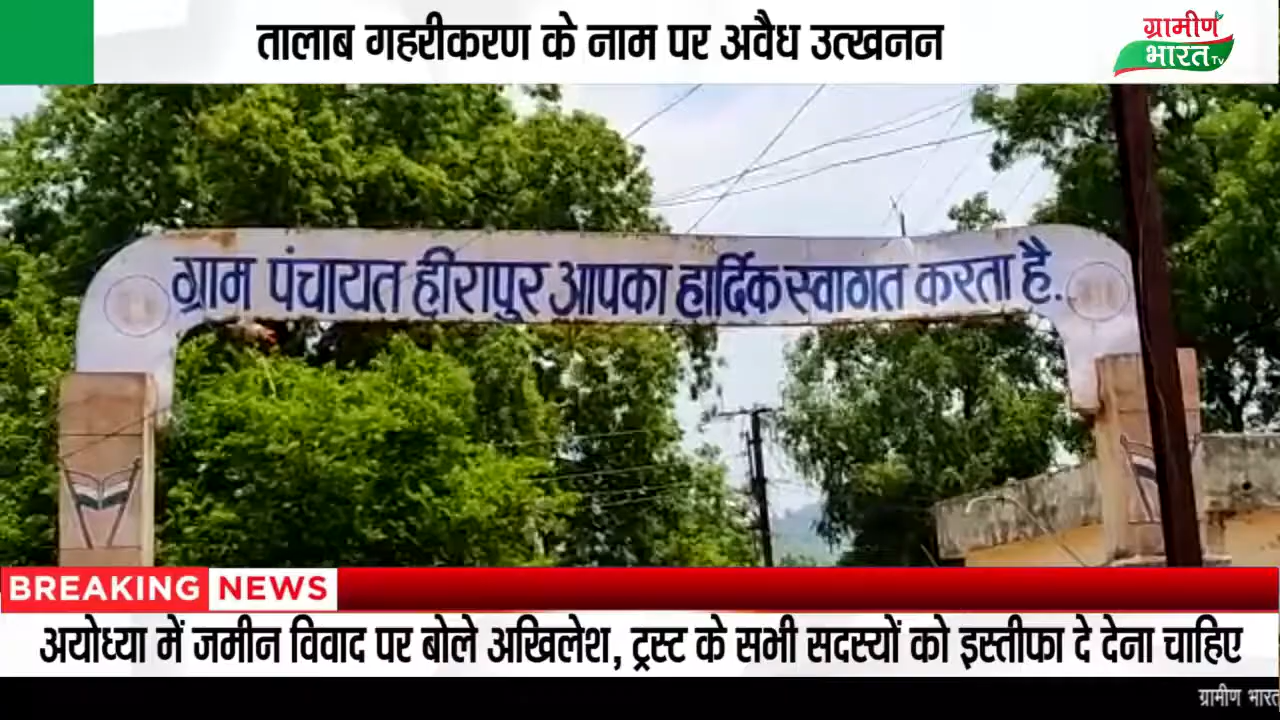 तालाब गहरीकरण के नाम पर अवैध उत्खनन
ग्रामीण
भारत Tv
ग्राम पंचायत हीरापुर आपका हार्दिक स्वागत करता है.
BREAKING NEWS
अयोध्या में जमीन विवाद पर बोले अखिलेश, ट्रस्ट के सभी सदस्यों को इस्तीफा दे देना चाहिए
ग्रामीण भारत